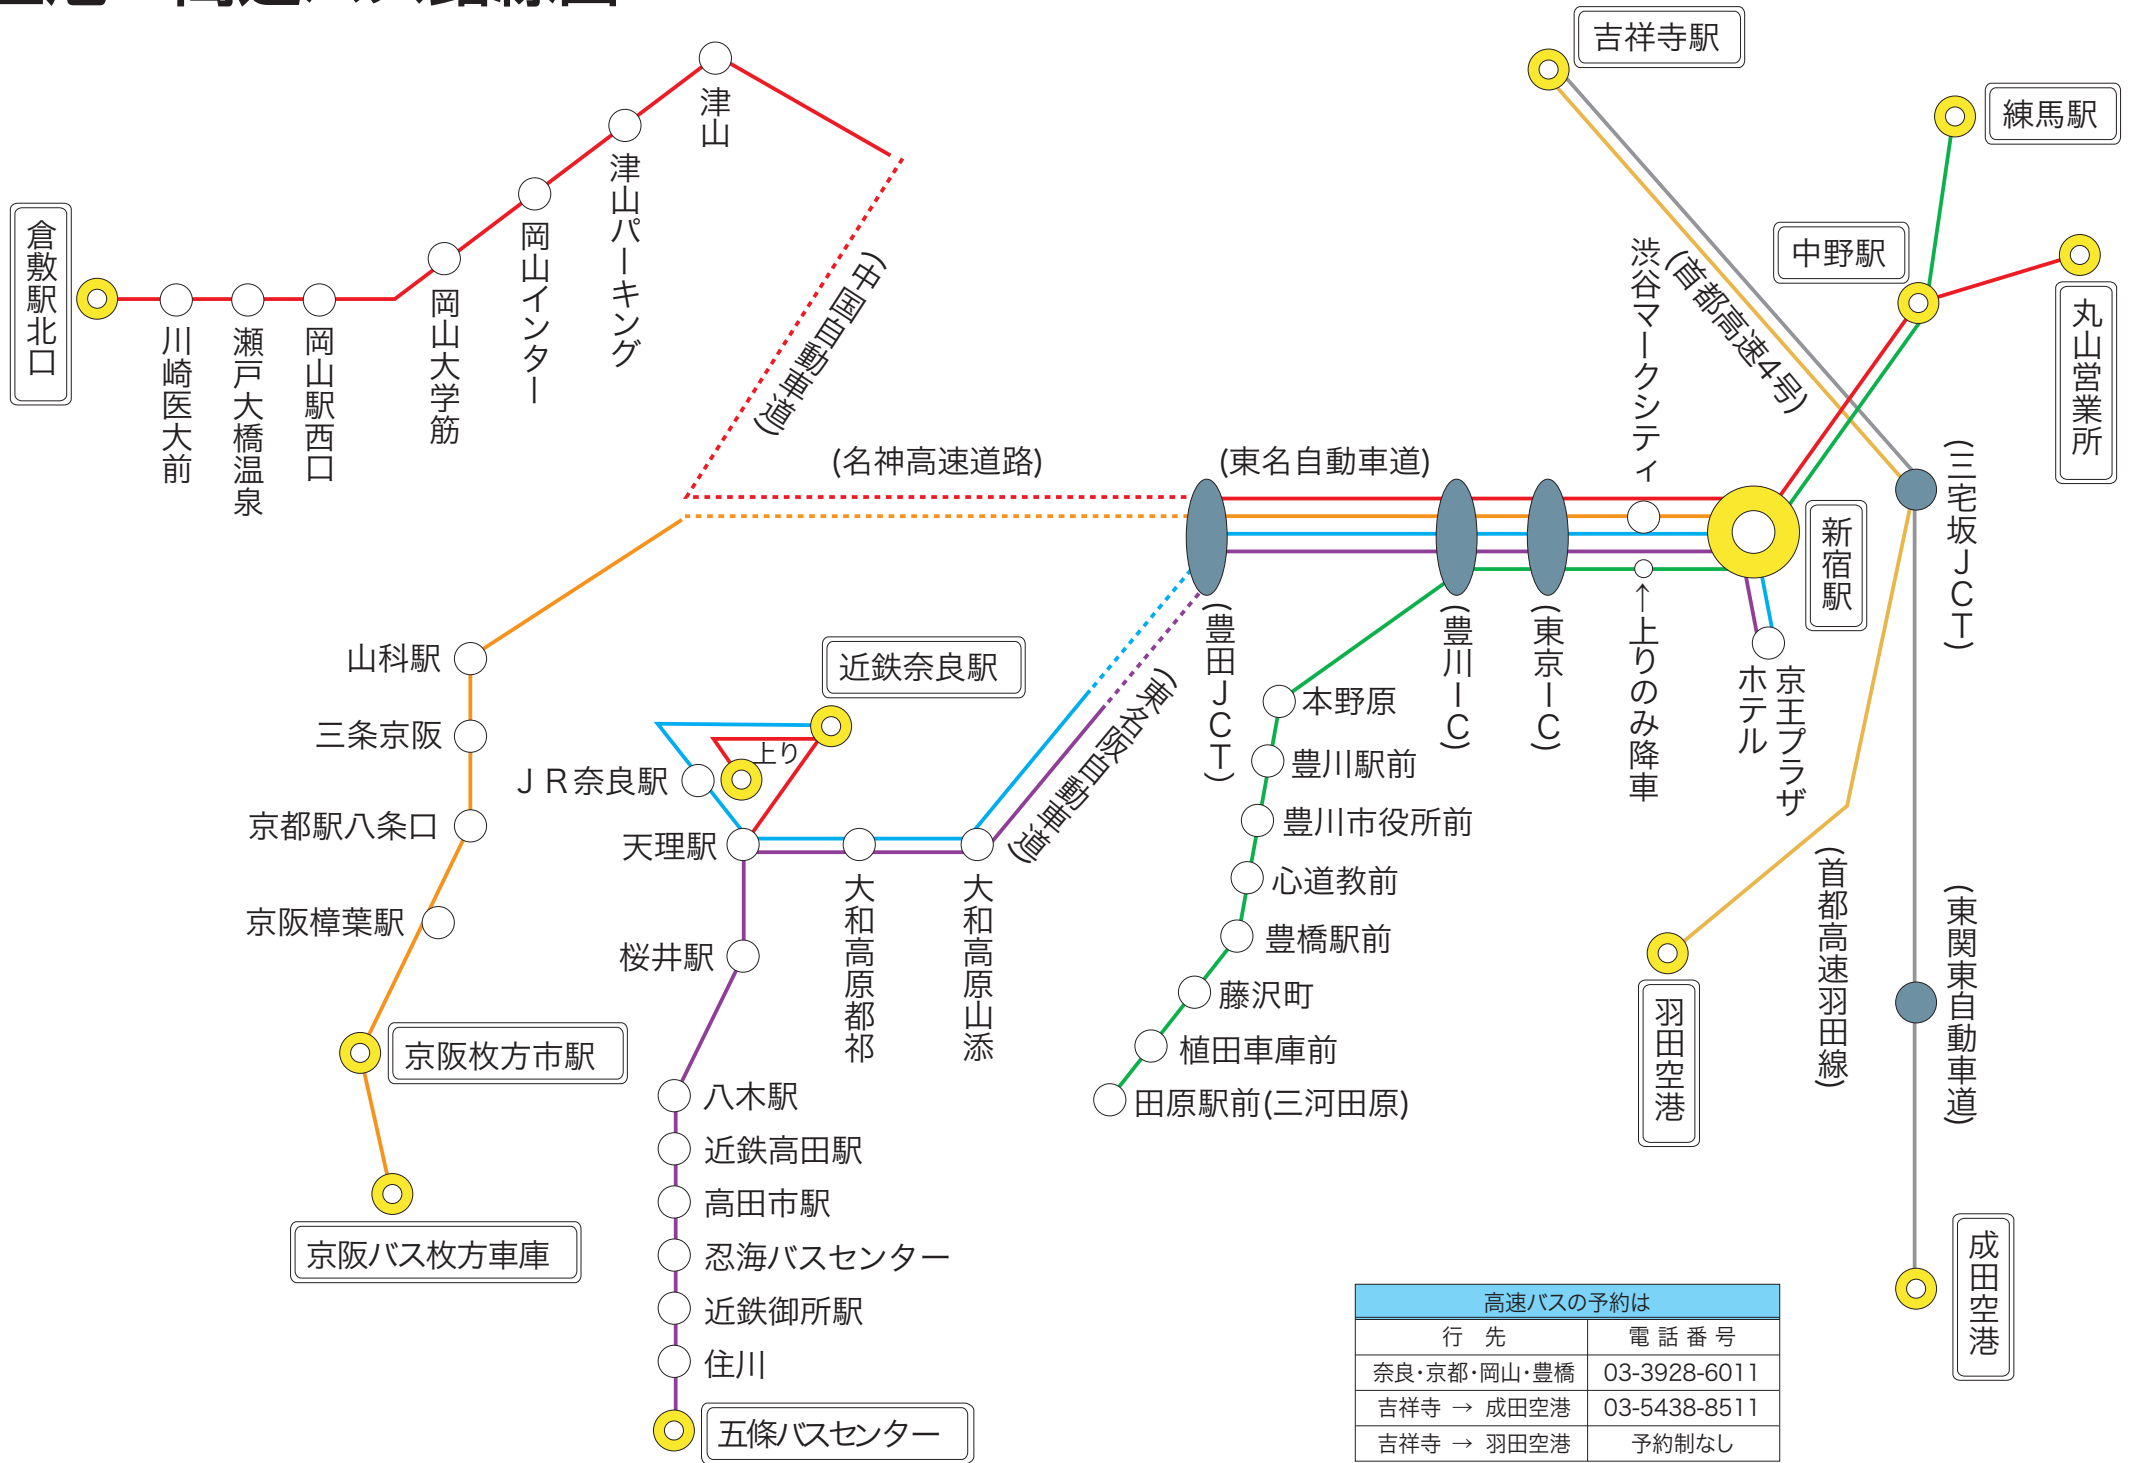 空港・高速バス路線図
吉祥寺駅
練馬駅
中野駅
丸山営業所
津山
津山パーキング
岡山インター
岡山大学筋
岡山駅西口
瀬戸大橋温泉
川崎医大前
倉敷駅北口
(中国自動車道)
(名神高速道路)
(東名自動車道)
渋谷マークシティ
(首都高速4号)
(三宅坂JCT)
新宿駅
京王プラザ
ホテル
←上りのみ降車
(東京IC)
(豊川IC)
(豊田JCT)
(東名阪自動車道)
山科駅
三条京阪
京都駅八条口
京阪樟葉駅
京阪枚方市駅
京阪バス枚方車庫
近鉄奈良駅
上り
JR奈良駅
天理駅
大和高原都祁
大和高原山添
桜井駅
八木駅
近鉄高田駅
高田市駅
忍海バスセンター
近鉄御所駅
住川
五條バスセンター
本野原
豊川駅前
豊川市役所前
心道教前
豊橋駅前
藤沢町
植田車庫前
田原駅前(三河田原)
羽田空港
(首都高速羽田線)
(東関東自動車道)
成田空港
高速バスの予約は
行 先 電話番号
奈良・京都・岡山・豊橋 03-3928-6011
吉祥寺 → 成田空港 03-5438-8511
吉祥寺 → 羽田空港 予約制なし